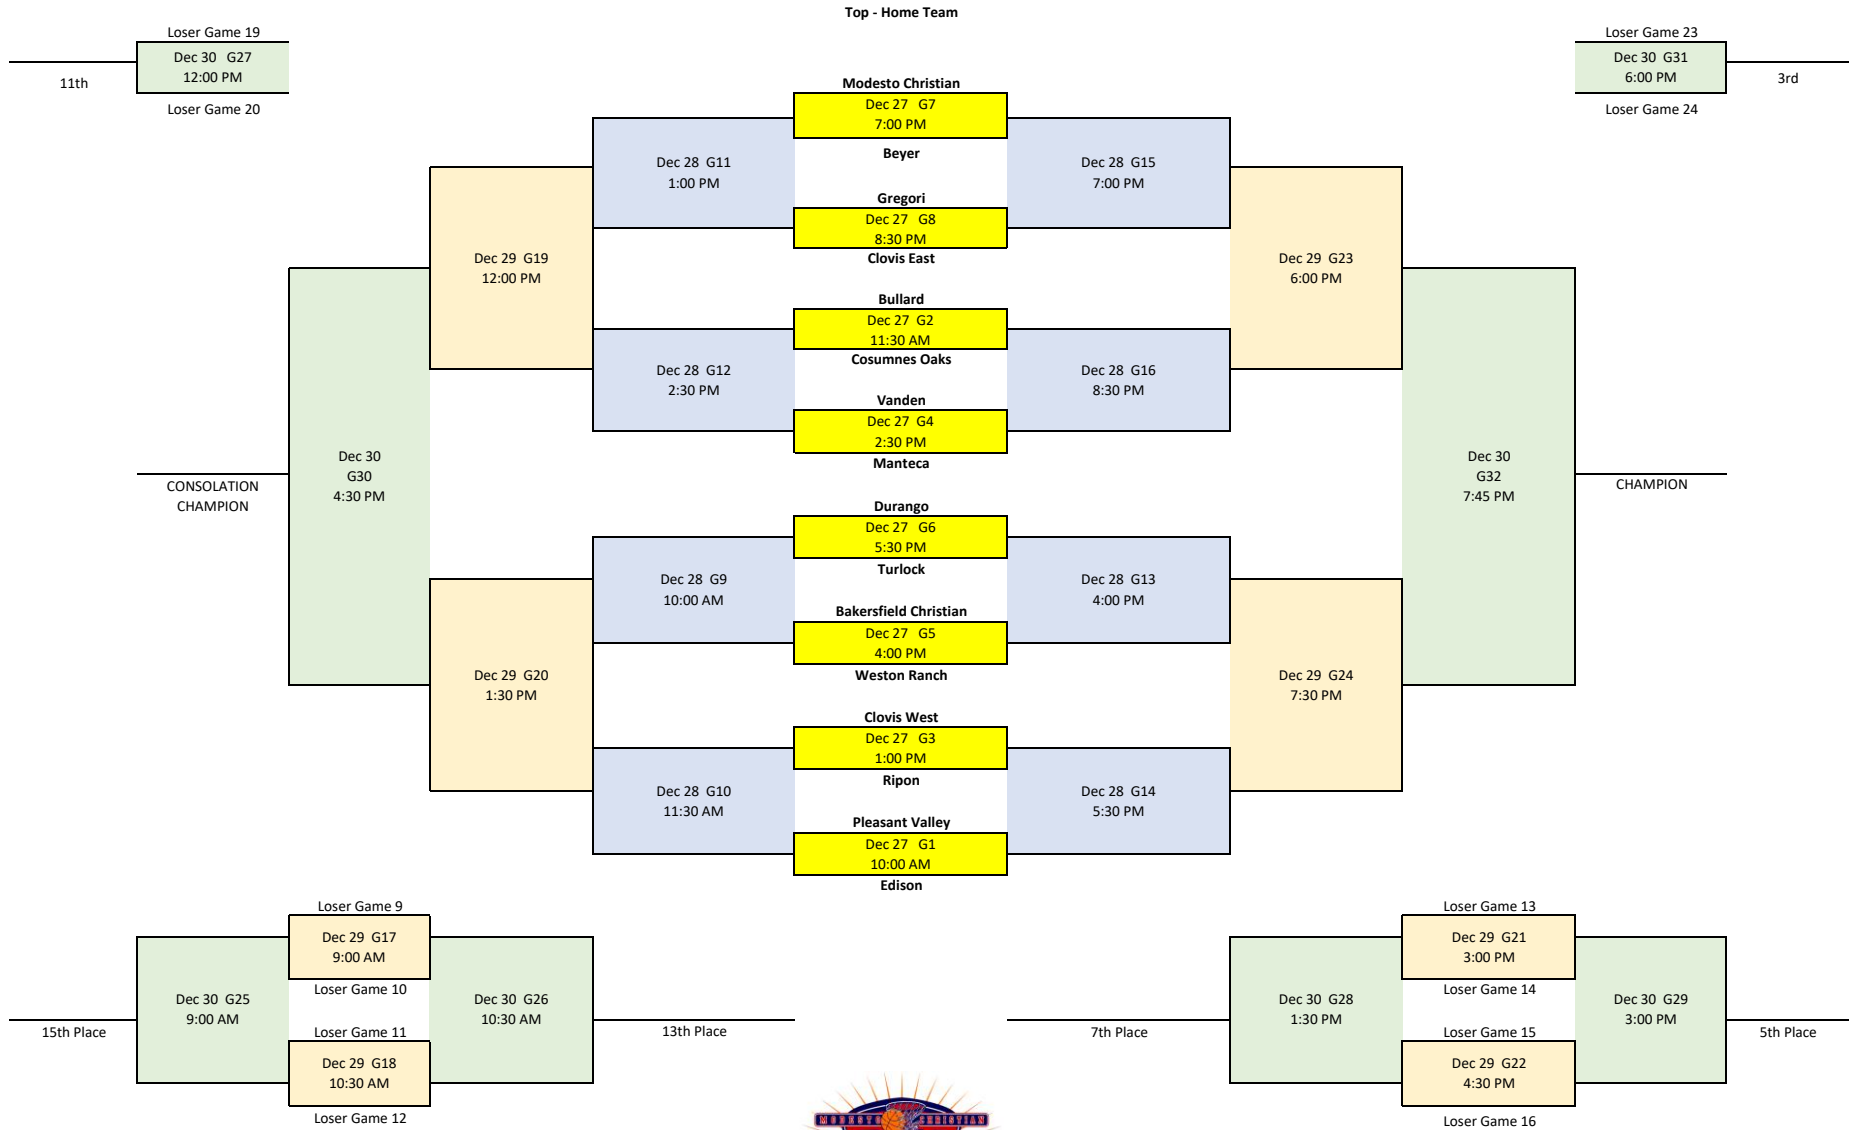 Top - Home Team
Loser Game 19
Dec 30 G27
12:00 PM
11th
Loser Game 20
Loser Game 23
Dec 30 G31
6:00 PM
3rd
Loser Game 24
Modesto Christian
Dec 27 G7
7:00 PM
Beyer
Dec 28 G11
1:00 PM
Dec 28 G15
7:00 PM
Gregori
Dec 27 G8
8:30 PM
Clovis East
Dec 29 G19
12:00 PM
Dec 29 G23
6:00 PM
Bullard
Dec 27 G2
11:30 AM
Cosumnes Oaks
Dec 28 G12
2:30 PM
Dec 28 G16
8:30 PM
Vanden
Dec 27 G4
2:30 PM
Manteca
Dec 30
G30
4:30 PM
CONSOLATION
CHAMPION
Dec 30
G32
7:45 PM
CHAMPION
Durango
Dec 27 G6
5:30 PM
Turlock
Dec 28 G9
10:00 AM
Dec 28 G13
4:00 PM
Bakersfield Christian
Dec 27 G5
4:00 PM
Weston Ranch
Dec 29 G20
1:30 PM
Dec 29 G24
7:30 PM
Clovis West
Dec 27 G3
1:00 PM
Ripon
Dec 28 G10
11:30 AM
Dec 28 G14
5:30 PM
Pleasant Valley
Dec 27 G1
10:00 AM
Edison
Loser Game 9
Dec 29 G17
9:00 AM
Loser Game 10
Dec 30 G25
9:00 AM
Dec 30 G26
10:30 AM
15th Place
13th Place
Loser Game 11
Dec 29 G18
10:30 AM
Loser Game 12
Loser Game 13
Dec 29 G21
3:00 PM
Loser Game 14
Dec 30 G28
1:30 PM
Dec 30 G29
3:00 PM
7th Place
5th Place
Loser Game 15
Dec 29 G22
4:30 PM
Loser Game 16
MODESTO CHRISTIAN